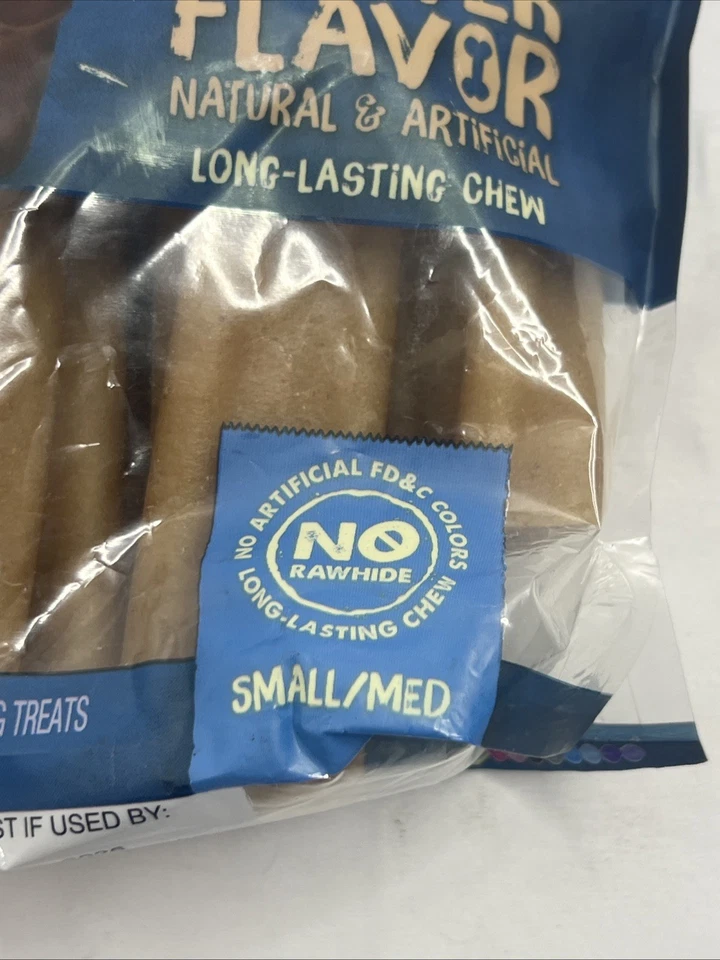 FLAVOR
NATURAL & ARTIFICIAL
LONG-LASTING CHEW
NO ARTIFICIAL FD&C COLORS
NO
RAWHIDE
LONG-LASTING CHEW
SMALL/MED
TREATS
IF USED BY: